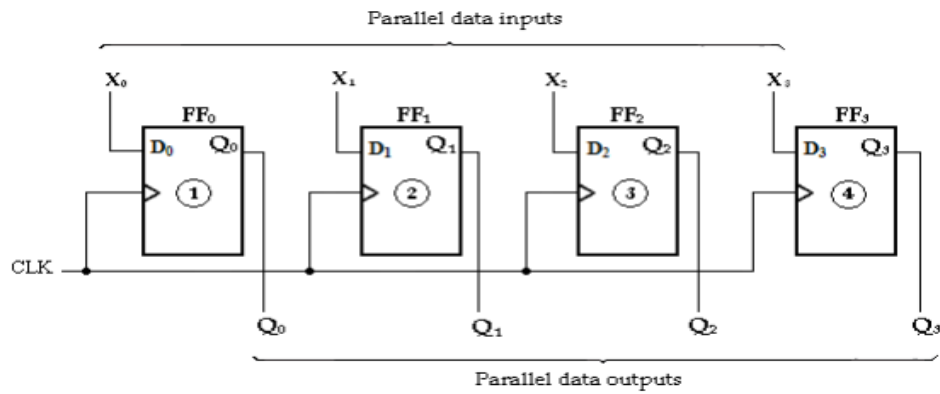 Parallel data inputs
X₀ X₁ X₂ X₃
FF₀ FF₁ FF₂ FF₃
D₀ Q₀ D₁ Q₁ D₂ Q₂ D₃ Q₃
1 2 3 4
CLK
Q₀ Q₁ Q₂ Q₃
Parallel data outputs